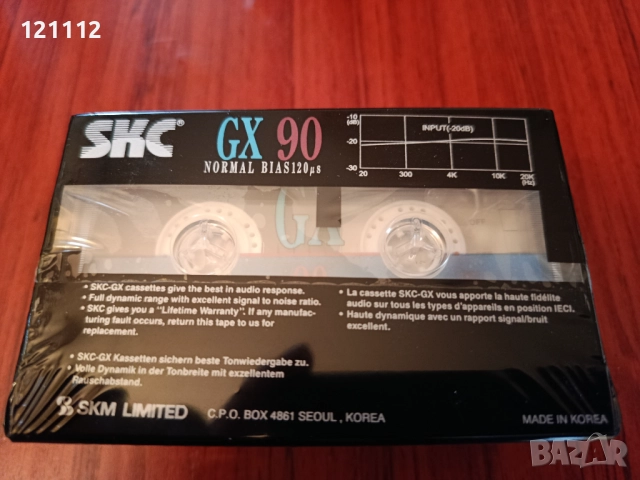 121112
SKC®
GX 90
NORMAL BIAS 120µs
-10
(dB)
-20
-30
INPUT(-20dB)
20 300 4K 10K 20K
(Hz)
GX
• SKC-GX cassettes give the best in audio response.
• Full dynamic range with excellent signal to noise ratio.
• SKC gives you a "Lifetime Warranty". If any manufac-
turing fault occurs, return this tape to us for
replacement.
• La cassette SKC-GX vous apporte la haute fidélite
audio sur tous les types d'appareils en position IECI.
• Haute dynamique avec un rapport signal/bruit
excellent.
• SKC-GX Kassetten sichern beste Tonwiedergabe zu.
• Volle Dynamik in der Tonbreite mit exzellentem
Rauschabstand.
SKM LIMITED
C.P.O. BOX 4861 SEOUL , KOREA
MADE IN KOREA
BAZAR
bg